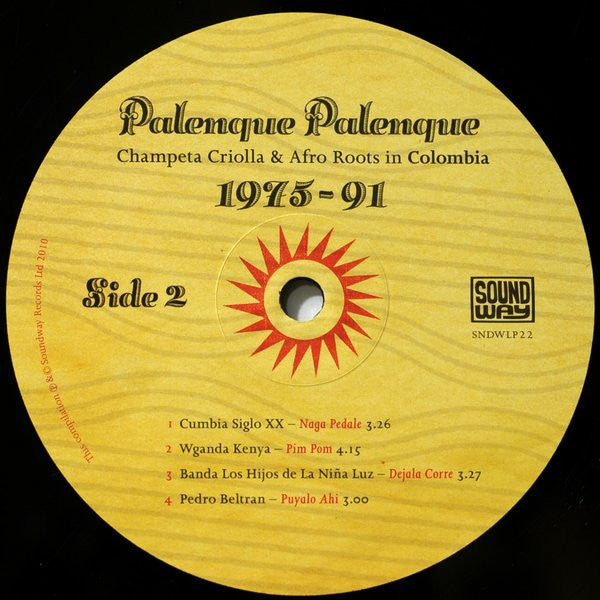 Palenque Palenque
Champeta Criolla & Afro Roots in Colombia
1975-91
Side 2
SOUND
WAY
SNDWLP22
This compilation ℗ & © Soundway Records Ltd 2010
1 Cumbia Siglo XX – Naga Pedale 3.26
2 Wganda Kenya – Pim Pom 4.15
3 Banda Los Hijos de La Niña Luz – Dejala Corre 3.27
4 Pedro Beltran – Puyalo Ahi 3.00